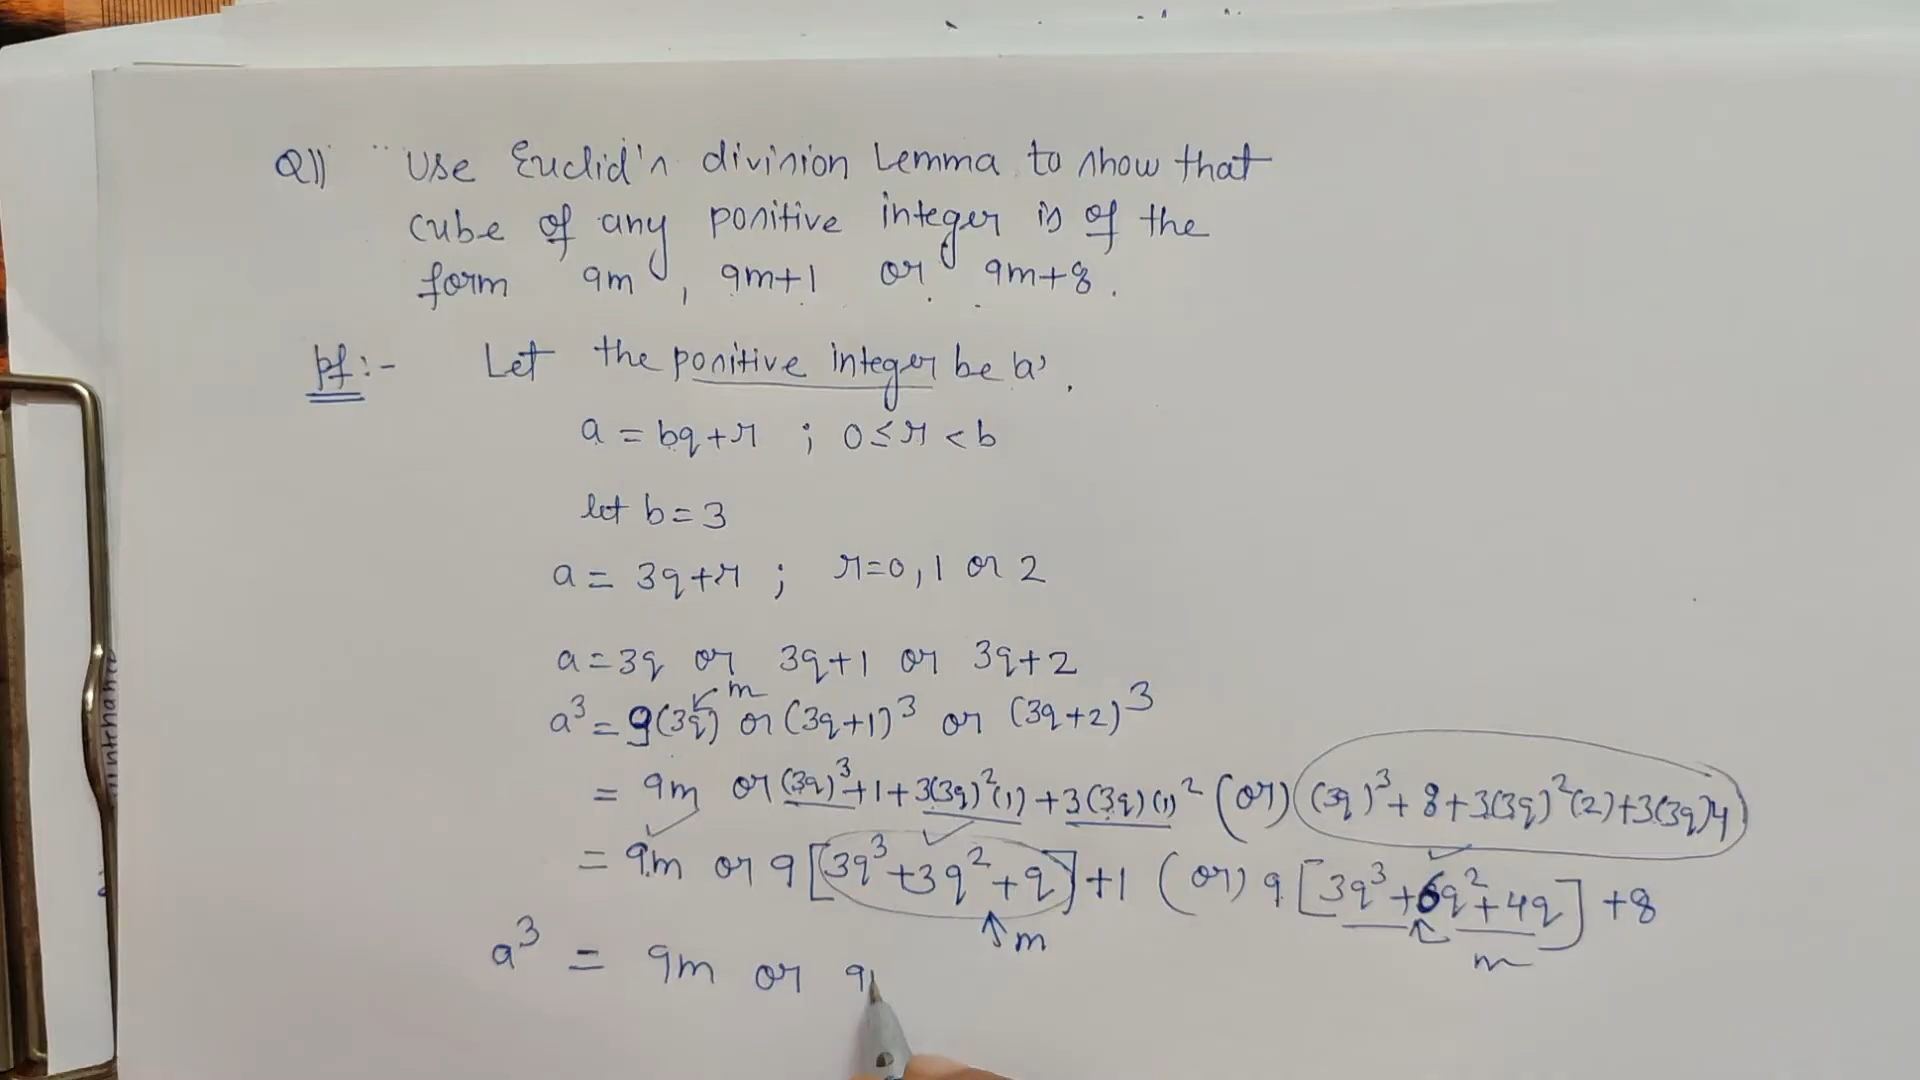 Q1) Use Euclid's division Lemma to show that
cube of any positive integer is of the
form 9m, 9m+1 or 9m+8.
Pf:- Let the positive integer be 'a'.
a = bq+r ; 0≤r<b
let b=3
a = 3q+r ; r=0,1 or 2
a=3q or 3q+1 or 3q+2
m
a³ = 9(3q) or (3q+1)³ or (3q+2)³
= 9m or (3q)³+1+3(3q)²(1)+3(3q)(1)² (or) (3q)³+8+3(3q)²(2)+3(3q)4
= 9m or 9[3q³+3q²+q]+1 (or) 9[3q³+6q²+4q]+8
m m
a³ = 9m or 9